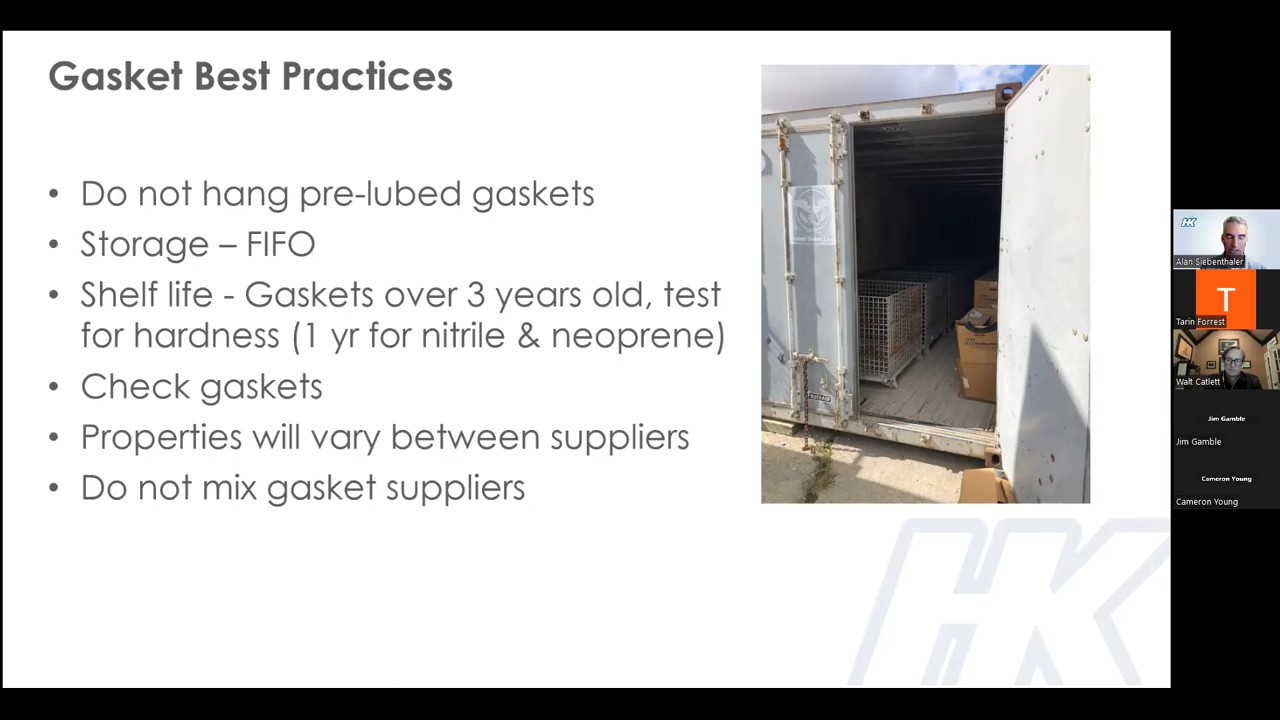 Gasket Best Practices
• Do not hang pre-lubed gaskets
• Storage – FIFO
• Shelf life - Gaskets over 3 years old, test
for hardness (1 yr for nitrile & neoprene)
• Check gaskets
• Properties will vary between suppliers
• Do not mix gasket suppliers
HK
HK
Alan Siebenthaler
T
Tarin Forrest
Walt Catlett
Jim Gamble
Jim Gamble
Cameron Young
Cameron Young